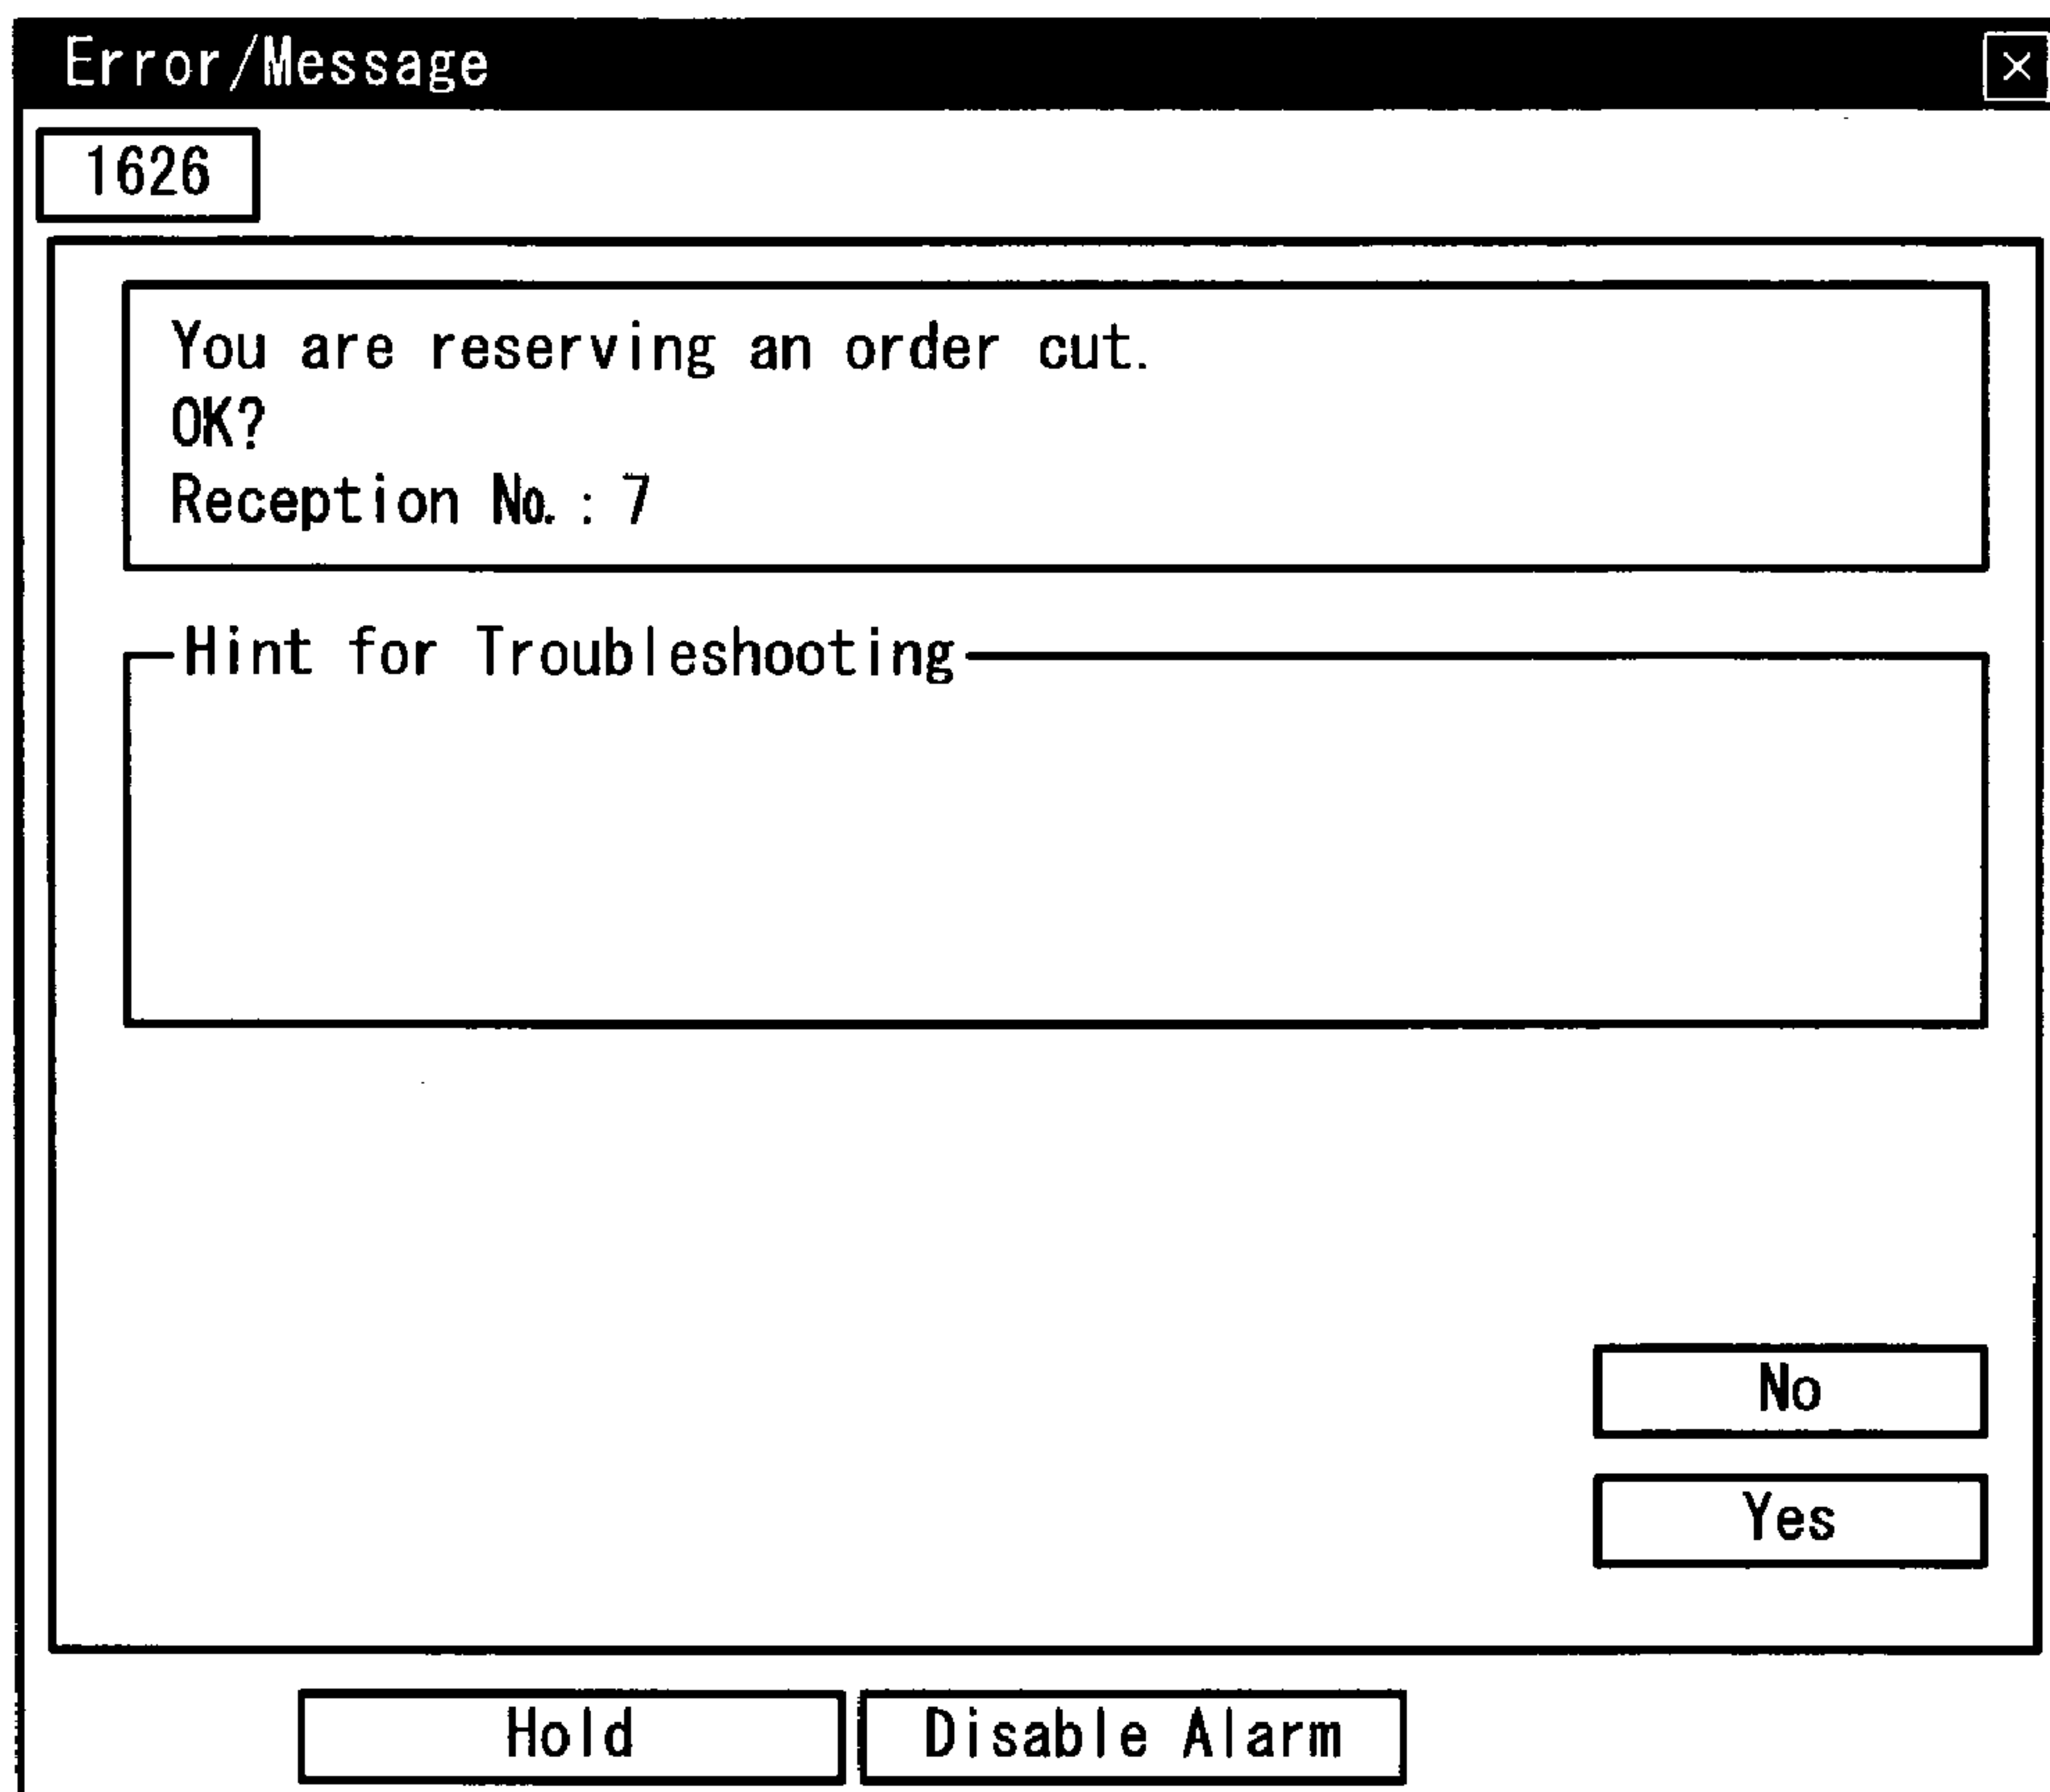 Error/Message
×
1626
You are reserving an order cut.
OK?
Reception No.: 7
Hint for Troubleshooting
No
Yes
Hold Disable Alarm